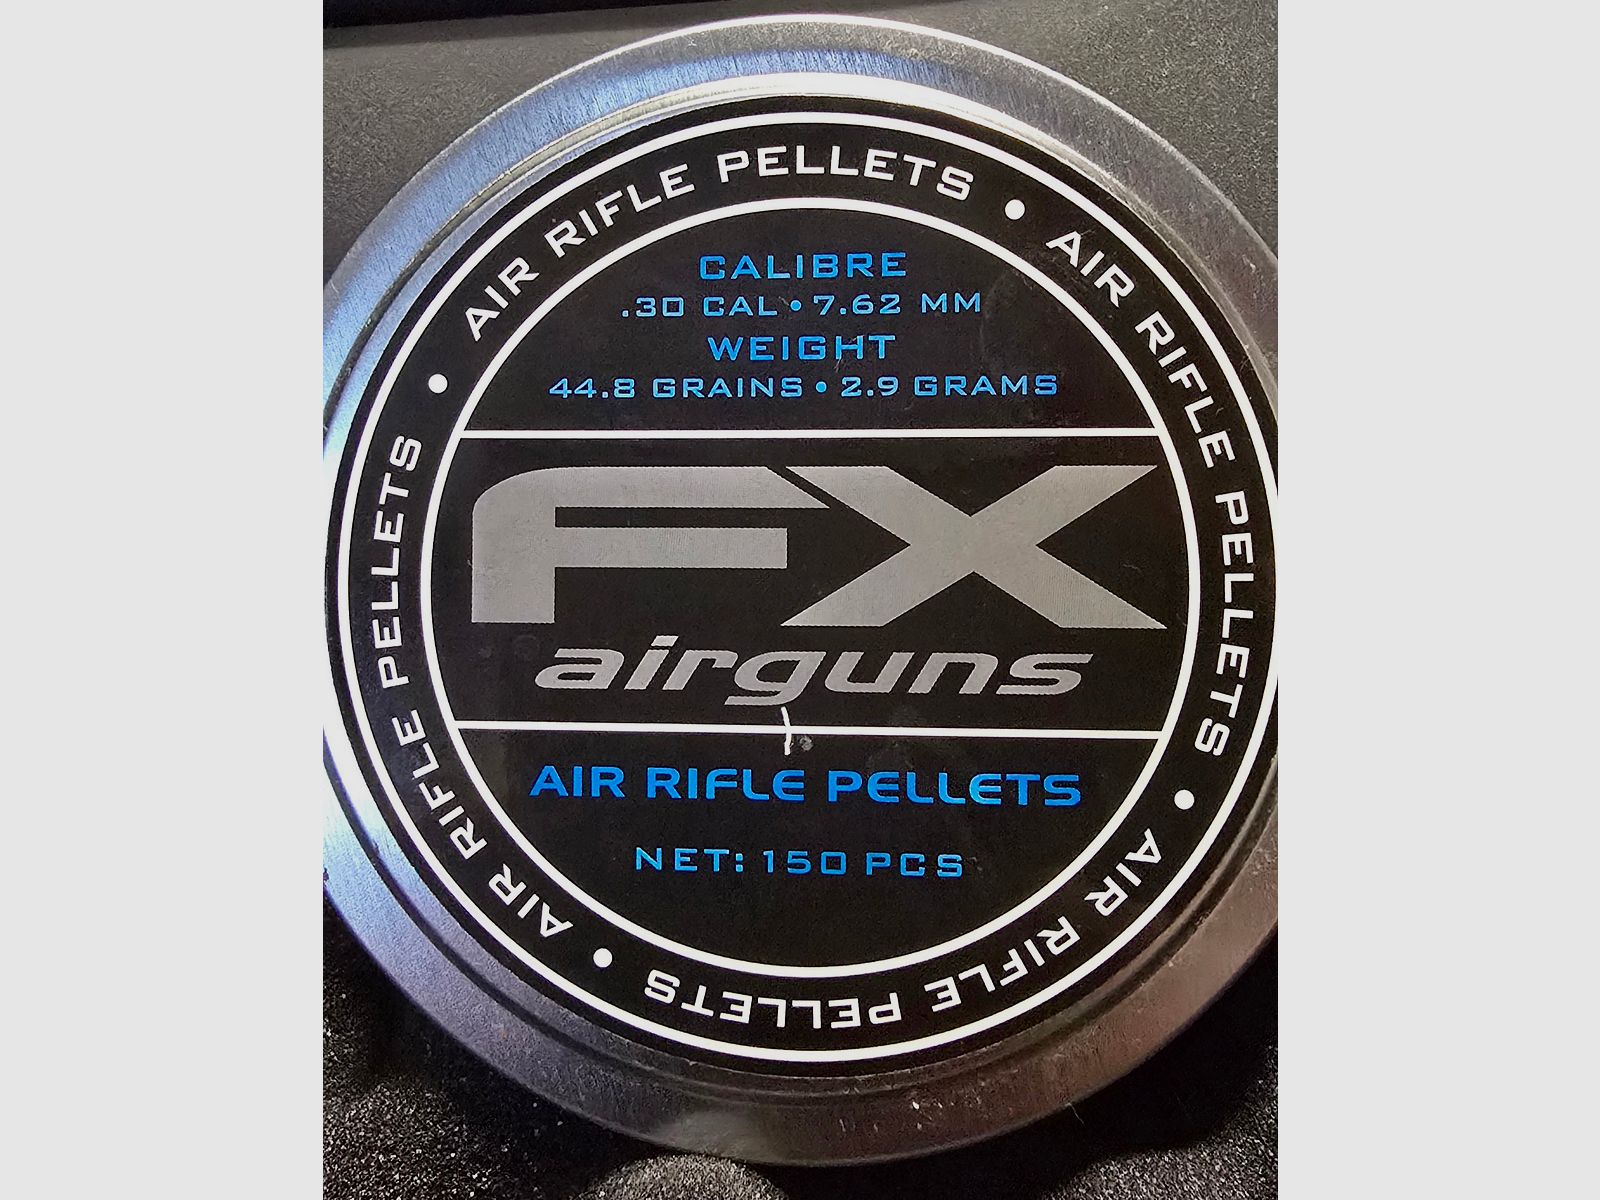 AIR RIFLE PELLETS • AIR RIFLE PELLETS • AIR RIFLE PELLETS • AIR RIFLE PELLETS •
CALIBRE
.30 CAL • 7.62 MM
WEIGHT
44.8 GRAINS • 2.9 GRAMS
FX
airguns
AIR RIFLE PELLETS
NET: 150 PCS